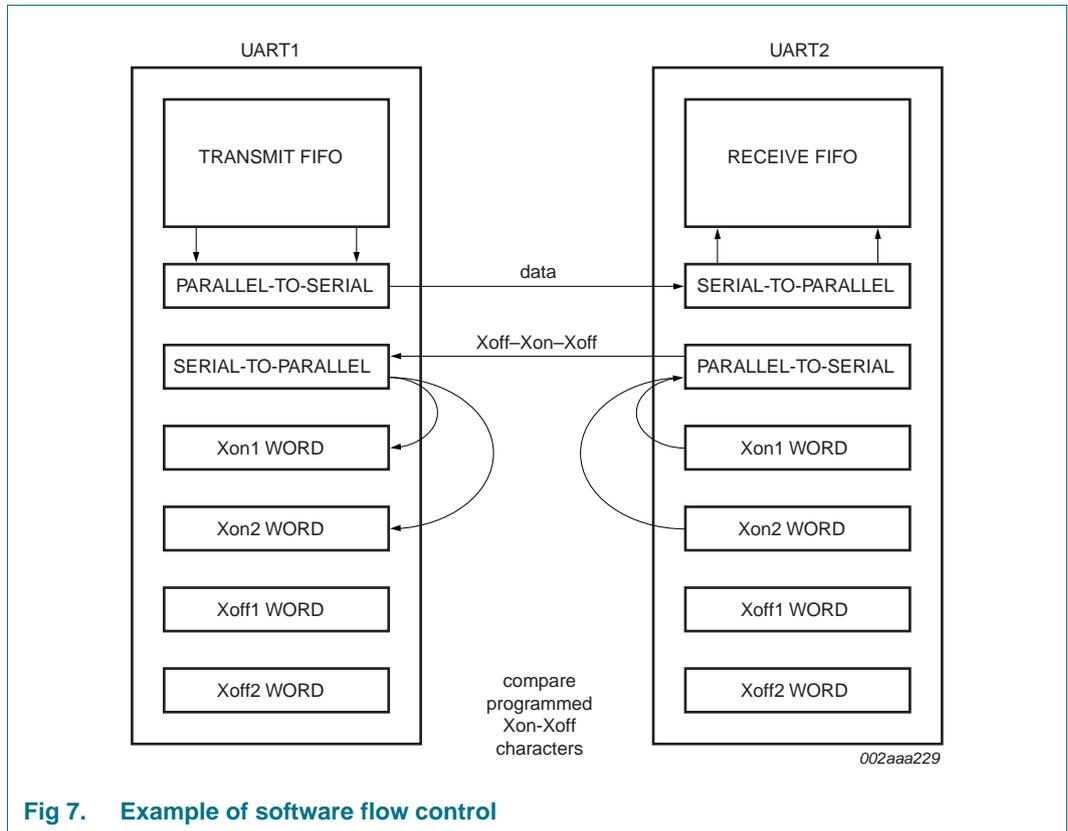 UART1
UART2
TRANSMIT FIFO
RECEIVE FIFO
data
PARALLEL-TO-SERIAL
SERIAL-TO-PARALLEL
Xoff–Xon–Xoff
SERIAL-TO-PARALLEL
PARALLEL-TO-SERIAL
Xon1 WORD
Xon1 WORD
Xon2 WORD
Xon2 WORD
Xoff1 WORD
Xoff1 WORD
Xoff2 WORD
Xoff2 WORD
compare
programmed
Xon-Xoff
characters
002aaa229
Fig 7. Example of software flow control